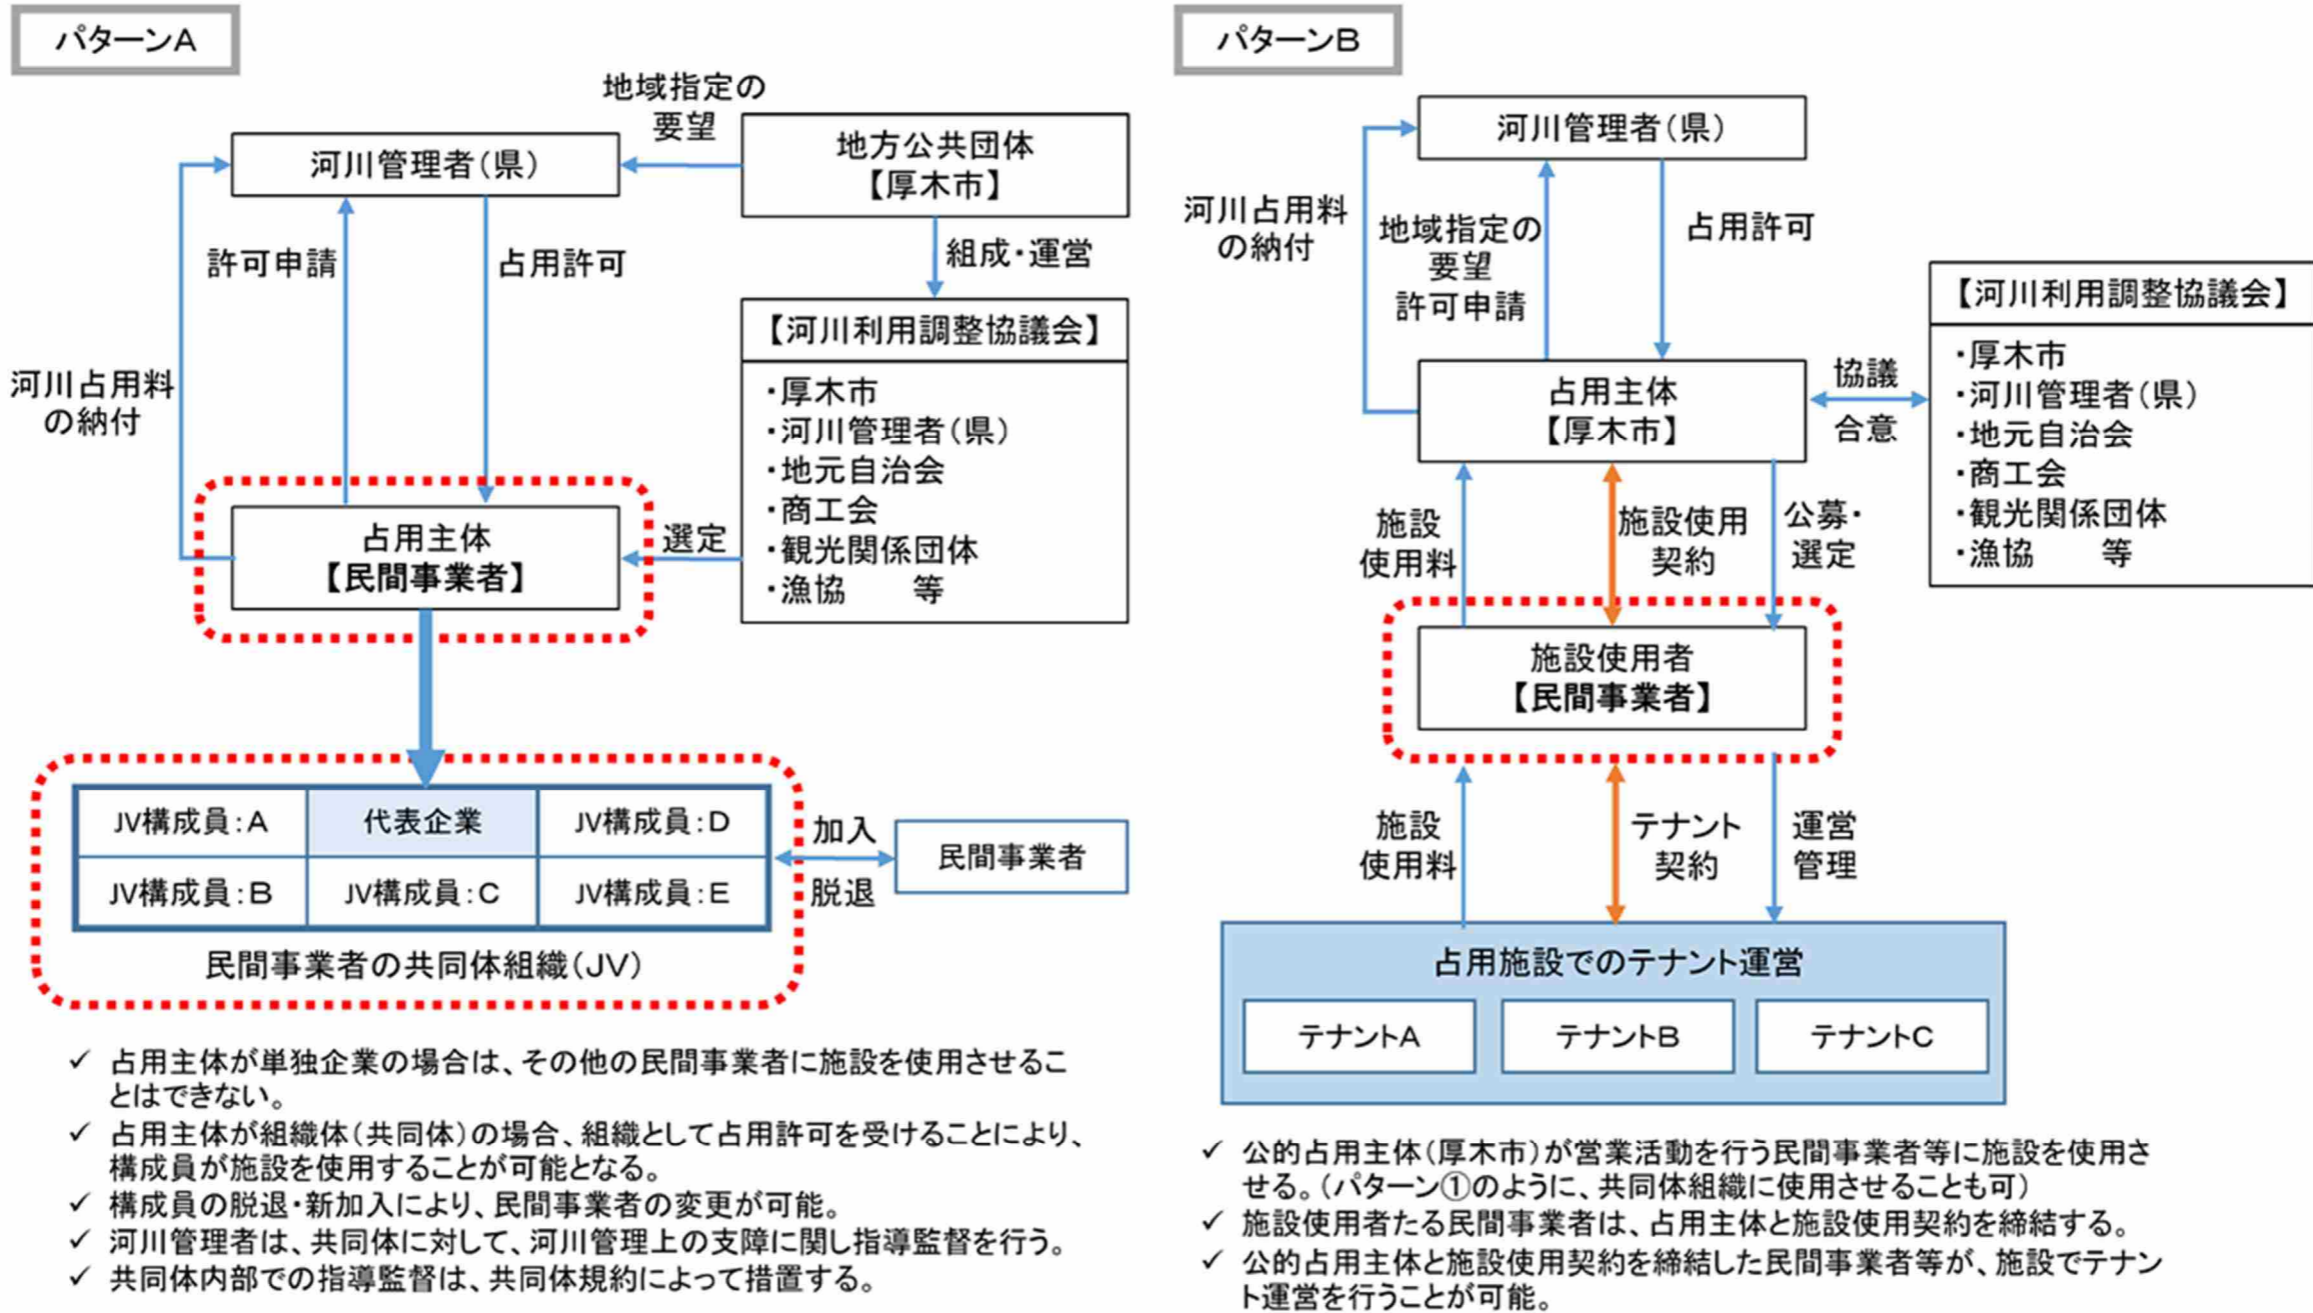 パターンA
地域指定の
要望
河川管理者(県)
地方公共団体
【厚木市】
許可申請
占用許可
組成・運営
河川占用料
の納付
【河川利用調整協議会】
・厚木市
・河川管理者(県)
・地元自治会
・商工会
・観光関係団体
・漁協　等
選定
占用主体
【民間事業者】
JV構成員:A
代表企業
JV構成員:D
JV構成員:B
JV構成員:C
JV構成員:E
民間事業者の共同体組織(JV)
加入
脱退
民間事業者
✓ 占用主体が単独企業の場合は、その他の民間事業者に施設を使用させるこ
とはできない。
✓ 占用主体が組織体(共同体)の場合、組織として占用許可を受けることにより、
構成員が施設を使用することが可能となる。
✓ 構成員の脱退・新加入により、民間事業者の変更が可能。
✓ 河川管理者は、共同体に対して、河川管理上の支障に関し指導監督を行う。
✓ 共同体内部での指導監督は、共同体規約によって措置する。
パターンB
河川管理者(県)
河川占用料
の納付
地域指定の
要望
許可申請
占用許可
占用主体
【厚木市】
協議
合意
【河川利用調整協議会】
・厚木市
・河川管理者(県)
・地元自治会
・商工会
・観光関係団体
・漁協　等
施設
使用料
施設使用
契約
公募・
選定
施設使用者
【民間事業者】
施設
使用料
テナント
契約
運営
管理
占用施設でのテナント運営
テナントA
テナントB
テナントC
✓ 公的占用主体(厚木市)が営業活動を行う民間事業者等に施設を使用さ
せる。(パターン①のように、共同体組織に使用させることも可)
✓ 施設使用者たる民間事業者は、占用主体と施設使用契約を締結する。
✓ 公的占用主体と施設使用契約を締結した民間事業者等が、施設でテナン
ト運営を行うことが可能。